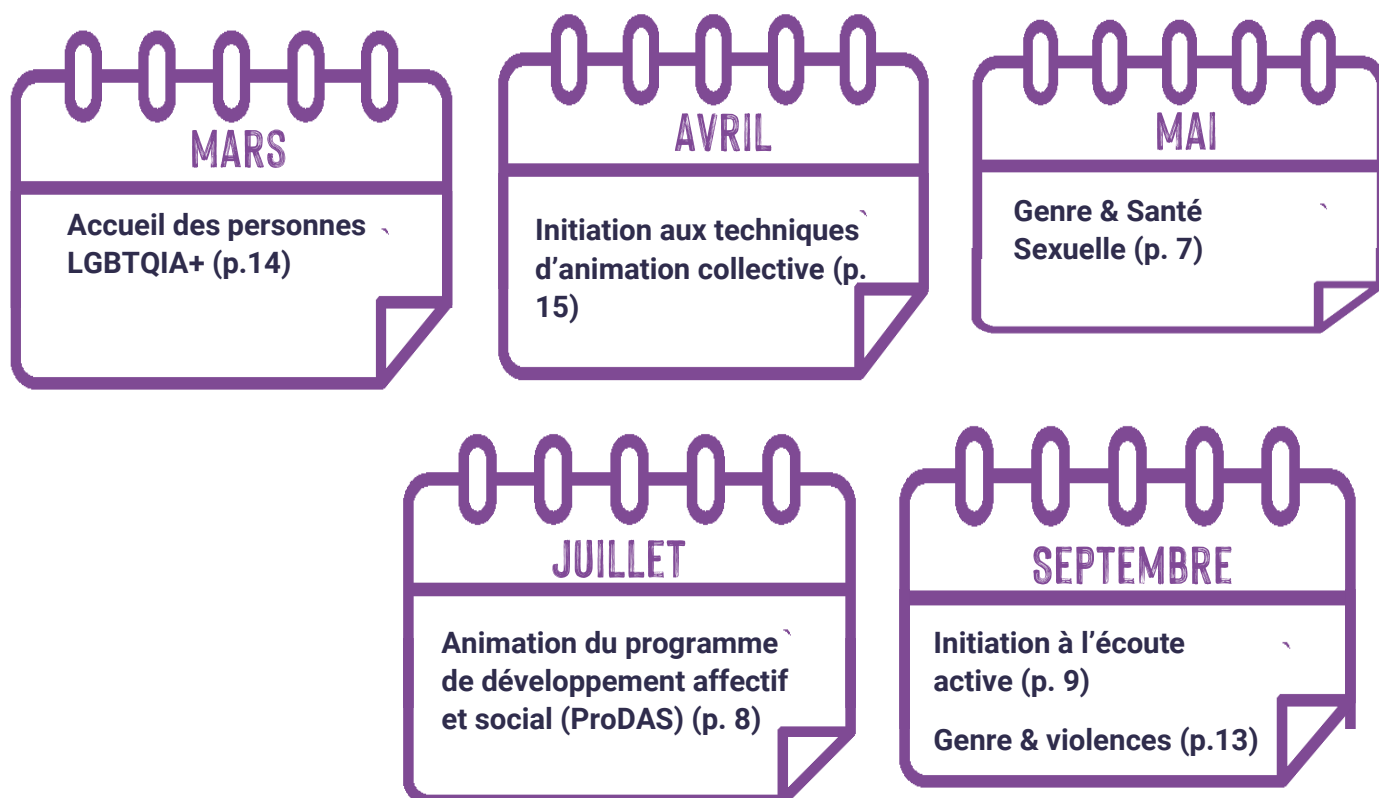 MARS
Accueil des personnes
LGBTQIA+ (p.14)
AVRIL
Initiation aux techniques
d’animation collective (p.
15)
MAI
Genre & Santé
Sexuelle (p. 7)
JUILLET
Animation du programme
de développement affectif
et social (ProDAS) (p. 8)
SEPTEMBRE
Initiation à l’écoute
active (p. 9)
Genre & violences (p.13)